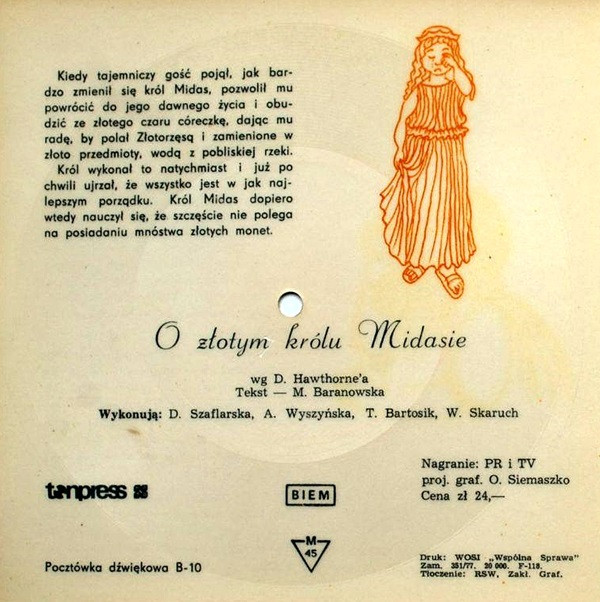 Kiedy tajemniczy gość pojął, jak bar-
dzo zmienił się król Midas, pozwolił mu
powrócić do jego dawnego życia i obu-
dzić ze złotego czaru córeczkę, dając mu
radę, by polał Złotorzęsą i zamienione w
złoto przedmioty, wodą z pobliskiej rzeki.
Król wykonał to natychmiast i już po
chwili ujrzał, że wszystko jest w jak naj-
lepszym porządku. Król Midas dopiero
wtedy nauczył się, że szczęście nie polega
na posiadaniu mnóstwa złotych monet.
O złotym królu Midasie
wg D. Hawthorne'a
Tekst — M. Baranowska
Wykonują: D. Szaflarska, A. Wyszyńska, T. Bartosik, W. Skaruch
Nagranie: PR i TV
proj. graf. O. Siemaszko
Cena zł 24,—
tonpress
BIEM
M
45
Pocztówka dźwiękowa B-10
Druk: WOSI „Wspólna Sprawa"
Zam. 351/77. 20 000. F-118.
Tłoczenie: RSW, Zakł. Graf.